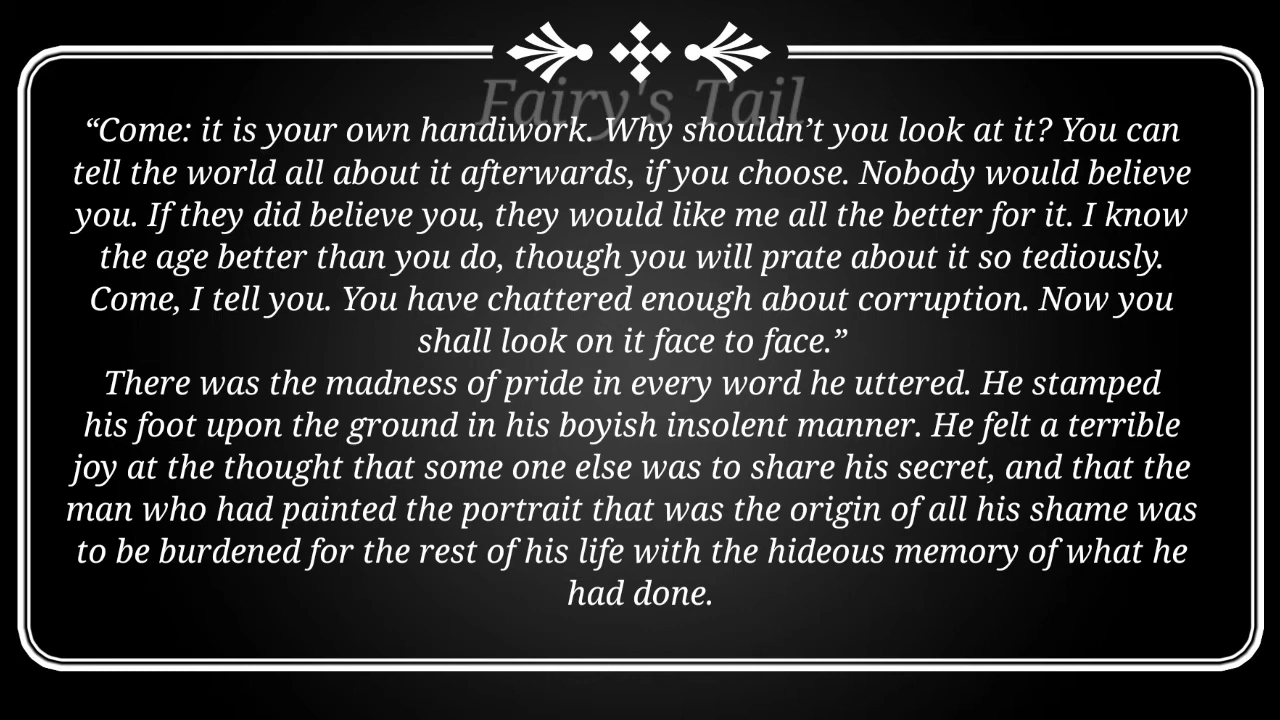 Fairy's Tail
“Come: it is your own handiwork. Why shouldn’t you look at it? You can
tell the world all about it afterwards, if you choose. Nobody would believe
you. If they did believe you, they would like me all the better for it. I know
the age better than you do, though you will prate about it so tediously.
Come, I tell you. You have chattered enough about corruption. Now you
shall look on it face to face.”
There was the madness of pride in every word he uttered. He stamped
his foot upon the ground in his boyish insolent manner. He felt a terrible
joy at the thought that some one else was to share his secret, and that the
man who had painted the portrait that was the origin of all his shame was
to be burdened for the rest of his life with the hideous memory of what he
had done.